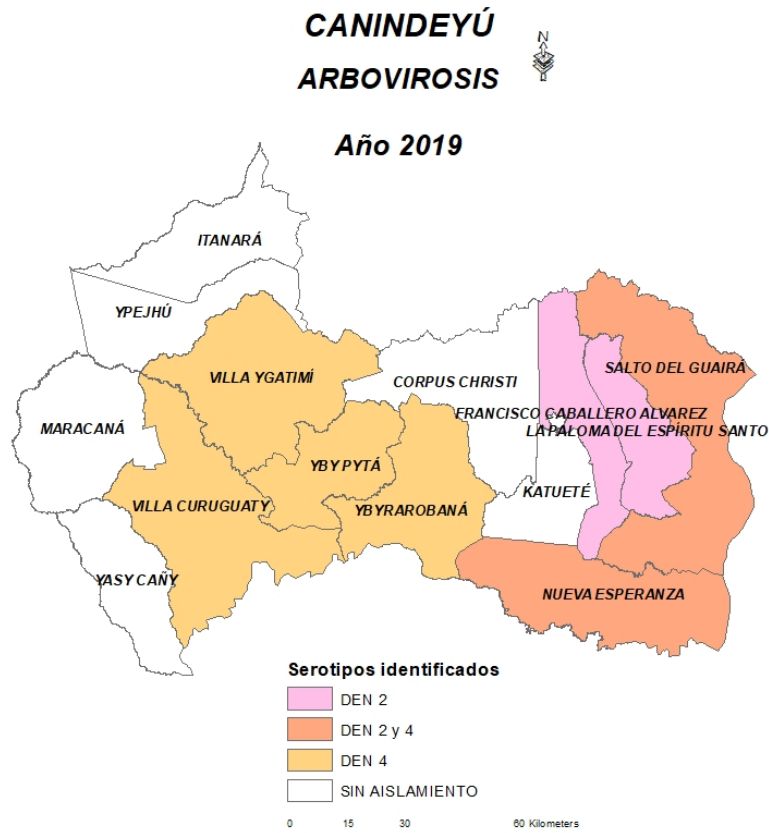 CANINDEYÚ
N
ARBOVIROSIS
Año 2019
ITANARÁ
YPEJHÚ
SALTO DEL GUAIRÁ
VILLA YGATIMÍ
CORPUS CHRISTI
FRANCISCO CABALLERO ALVAREZ
MARACANÁ
LA PALOMA DEL ESPÍRITU SANTO
YBY PYTÁ
KATUETÉ
VILLA CURUGUATY
YBYRAROBANÁ
YASY CAÑY
NUEVA ESPERANZA
Serotipos identificados
DEN 2
DEN 2 y 4
DEN 4
SIN AISLAMIENTO
0 15 30 60 Kilometers